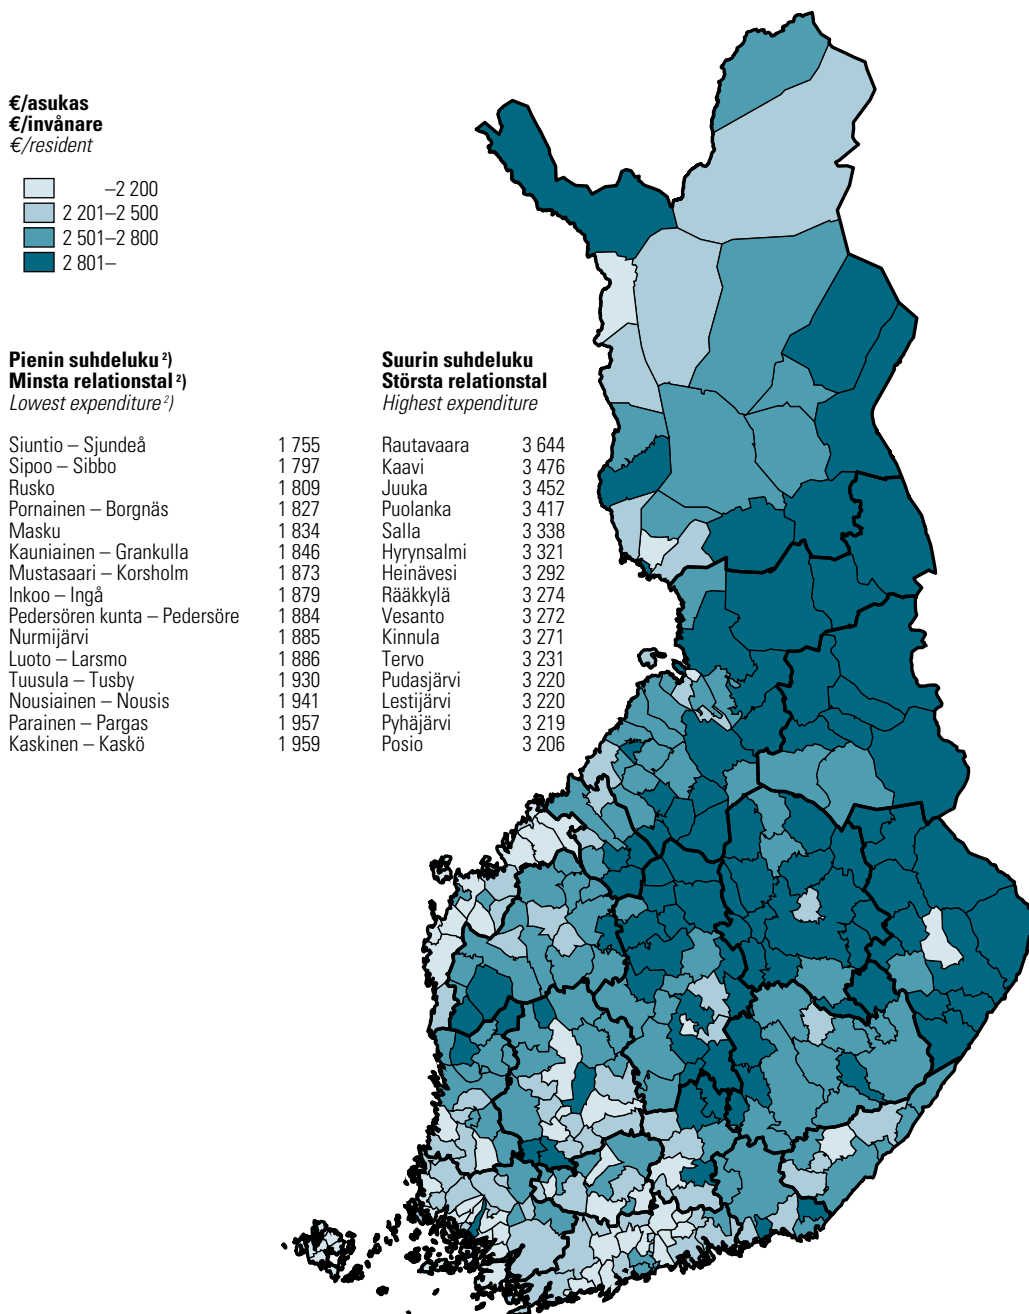 €/asukas
€/invånare
€/resident
–2 200
2 201–2 500
2 501–2 800
2 801–
Pienin suhdeluku 2)
Minsta relationstal 2)
Lowest expenditure 2)
Siuntio – Sjundeå 1 755
Sipoo – Sibbo 1 797
Rusko 1 809
Pornainen – Borgnäs 1 827
Masku 1 834
Kauniainen – Grankulla 1 846
Mustasaari – Korsholm 1 873
Inkoo – Ingå 1 879
Pedersören kunta – Pedersöre 1 884
Nurmijärvi 1 885
Luoto – Larsmo 1 886
Tuusula – Tusby 1 930
Nousiainen – Nousis 1 941
Parainen – Pargas 1 957
Kaskinen – Kaskö 1 959
Suurin suhdeluku
Största relationstal
Highest expenditure
Rautavaara 3 644
Kaavi 3 476
Juuka 3 452
Puolanka 3 417
Salla 3 338
Hyrynsalmi 3 321
Heinävesi 3 292
Rääkkylä 3 274
Vesanto 3 272
Kinnula 3 271
Tervo 3 231
Pudasjärvi 3 220
Lestijärvi 3 220
Pyhäjärvi 3 219
Posio 3 206